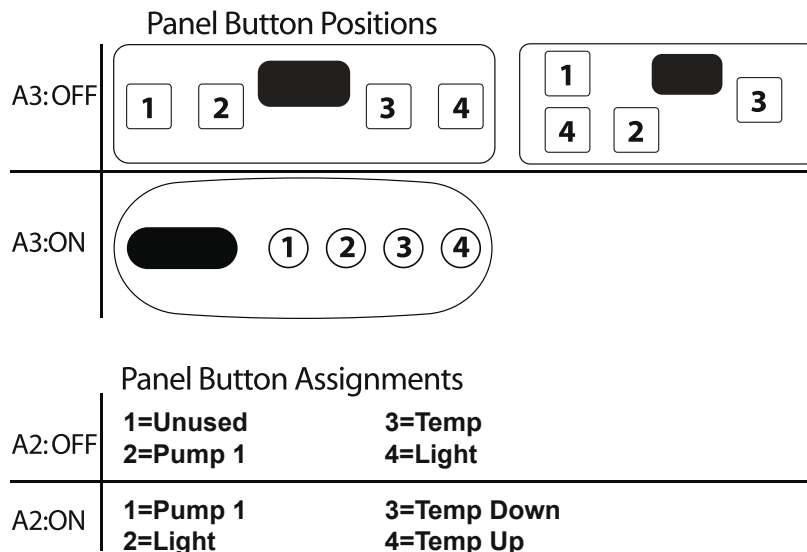 Panel Button Positions
A3: OFF
1 2 3 4
1 3
4 2
A3:ON
1 2 3 4
Panel Button Assignments
A2: OFF
1=Unused 3=Temp
2=Pump 1 4=Light
A2:ON
1=Pump 1 3=Temp Down
2=Light 4=Temp Up